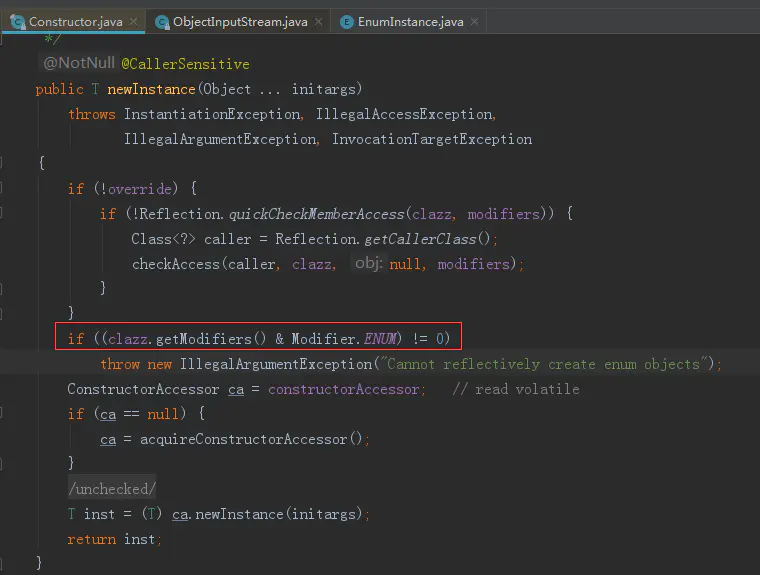 Constructor.java × ObjectInputStream.java × EnumInstance.java ×
*/
@NotNull @CallerSensitive
public T newInstance(Object ... initargs)
throws InstantiationException, IllegalAccessException,
IllegalArgumentException, InvocationTargetException
{
if (!override) {
if (!Reflection.quickCheckMemberAccess(clazz, modifiers)) {
Class<?> caller = Reflection.getCallerClass();
checkAccess(caller, clazz, obj: null, modifiers);
}
}
if ((clazz.getModifiers() & Modifier.ENUM) != 0)
throw new IllegalArgumentException("Cannot reflectively create enum objects");
ConstructorAccessor ca = constructorAccessor; // read volatile
if (ca == null) {
ca = acquireConstructorAccessor();
}
/unchecked/
T inst = (T) ca.newInstance(initargs);
return inst;
}